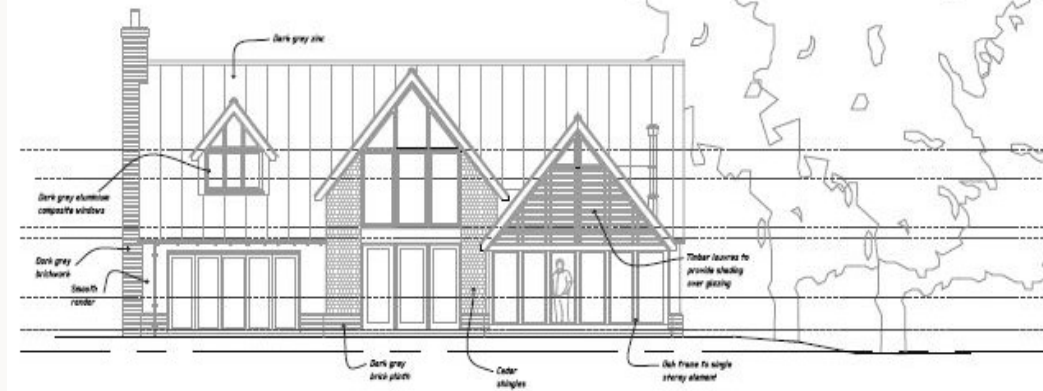 Dark grey zinc
Dark grey aluminium
composite windows
Dark grey
brickwork
Smooth
render
Timber louvres to
provide shading
over glazing
Dark grey
brick plinth
Cedar
shingles
Oak frame to single
storey element